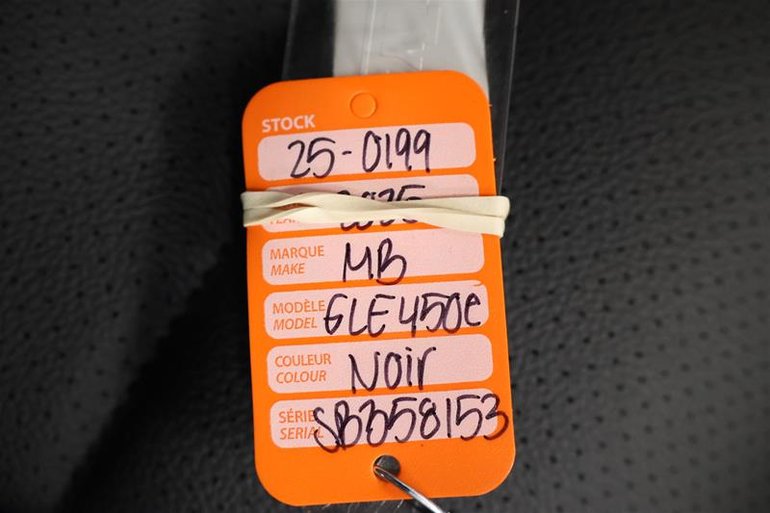 STOCK
25-0199
MARQUE
MAKE
MB
MODÈLE
MODEL
GLE450e
COULEUR
COLOUR
Noir
SÉRIE
SERIAL
SB358153